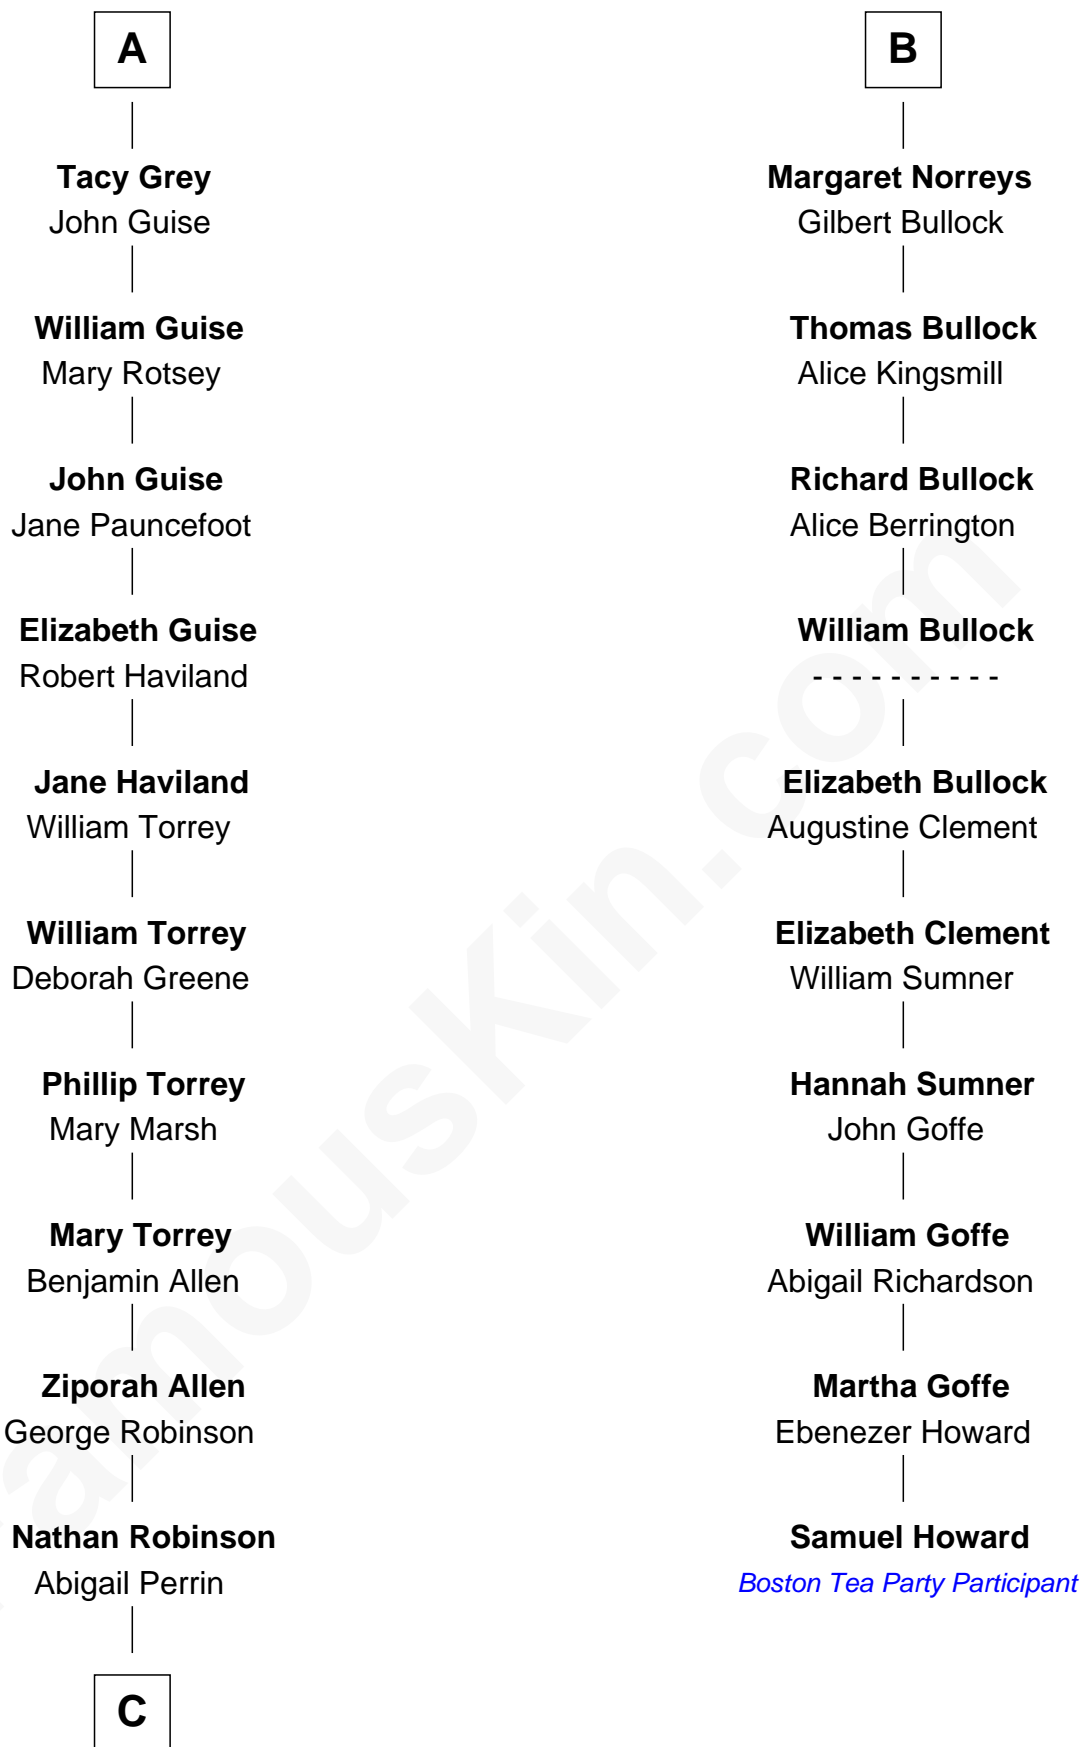 A
Tacy Grey
John Guise
William Guise
Mary Rotsey
John Guise
Jane Pauncefoot
Elizabeth Guise
Robert Haviland
Jane Haviland
William Torrey
William Torrey
Deborah Greene
Phillip Torrey
Mary Marsh
Mary Torrey
Benjamin Allen
Ziporah Allen
George Robinson
Nathan Robinson
Abigail Perrin
C
B
Margaret Norreys
Gilbert Bullock
Thomas Bullock
Alice Kingsmill
Richard Bullock
Alice Berrington
William Bullock
- - - - - - - - - -
Elizabeth Bullock
Augustine Clement
Elizabeth Clement
William Sumner
Hannah Sumner
John Goffe
William Goffe
Abigail Richardson
Martha Goffe
Ebenezer Howard
Samuel Howard
Boston Tea Party Participant
FamousKin.com